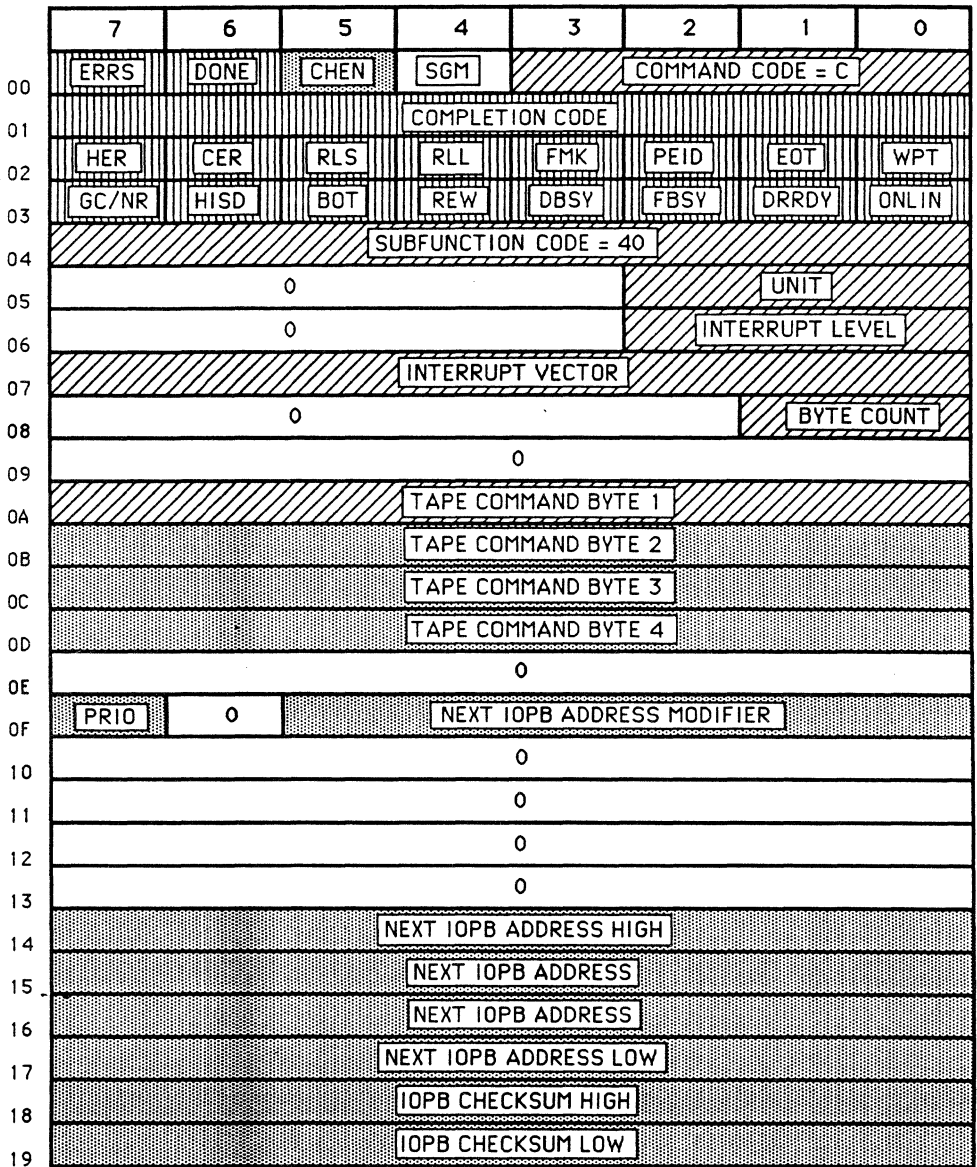 7 6 5 4 3 2 1 0
00 ERRS DONE CHEN SGM COMMAND CODE = C
01 COMPLETION CODE
02 HER CER RLS RLL FMK PEID EOT WPT
03 GC/NR HISD BOT REW DBSY FBSY DRRDY ONLIN
04 SUBFUNCTION CODE = 40
05 0 UNIT
06 0 INTERRUPT LEVEL
07 INTERRUPT VECTOR
08 0 BYTE COUNT
09 0
0A TAPE COMMAND BYTE 1
0B TAPE COMMAND BYTE 2
0C TAPE COMMAND BYTE 3
0D TAPE COMMAND BYTE 4
0E 0
0F PRIO 0 NEXT IOPB ADDRESS MODIFIER
10 0
11 0
12 0
13 0
14 NEXT IOPB ADDRESS HIGH
15 NEXT IOPB ADDRESS
16 NEXT IOPB ADDRESS
17 NEXT IOPB ADDRESS LOW
18 IOPB CHECKSUM HIGH
19 IOPB CHECKSUM LOW